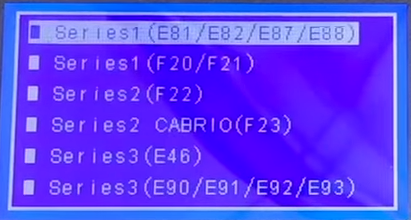 Series1(E81/E82/E87/E88)
Series1(F20/F21)
Series2(F22)
Series2 CABRIO(F23)
Series3(E46)
Series3(E90/E91/E92/E93)